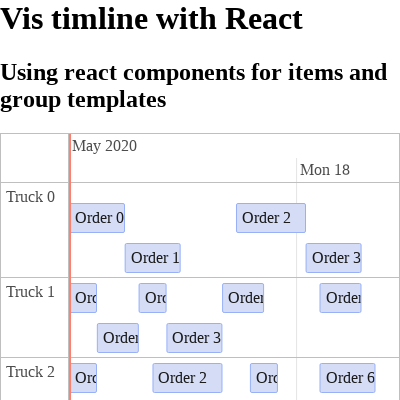 Vis timline with React
Using react components for items and
group templates
May 2020
Mon 18
Truck 0
Order 0
Order 2
Order 1
Order 3
Truck 1
Ord
Ord
Order
Order
Order
Order 3
Truck 2
Ord
Order 2
Ord
Order 6